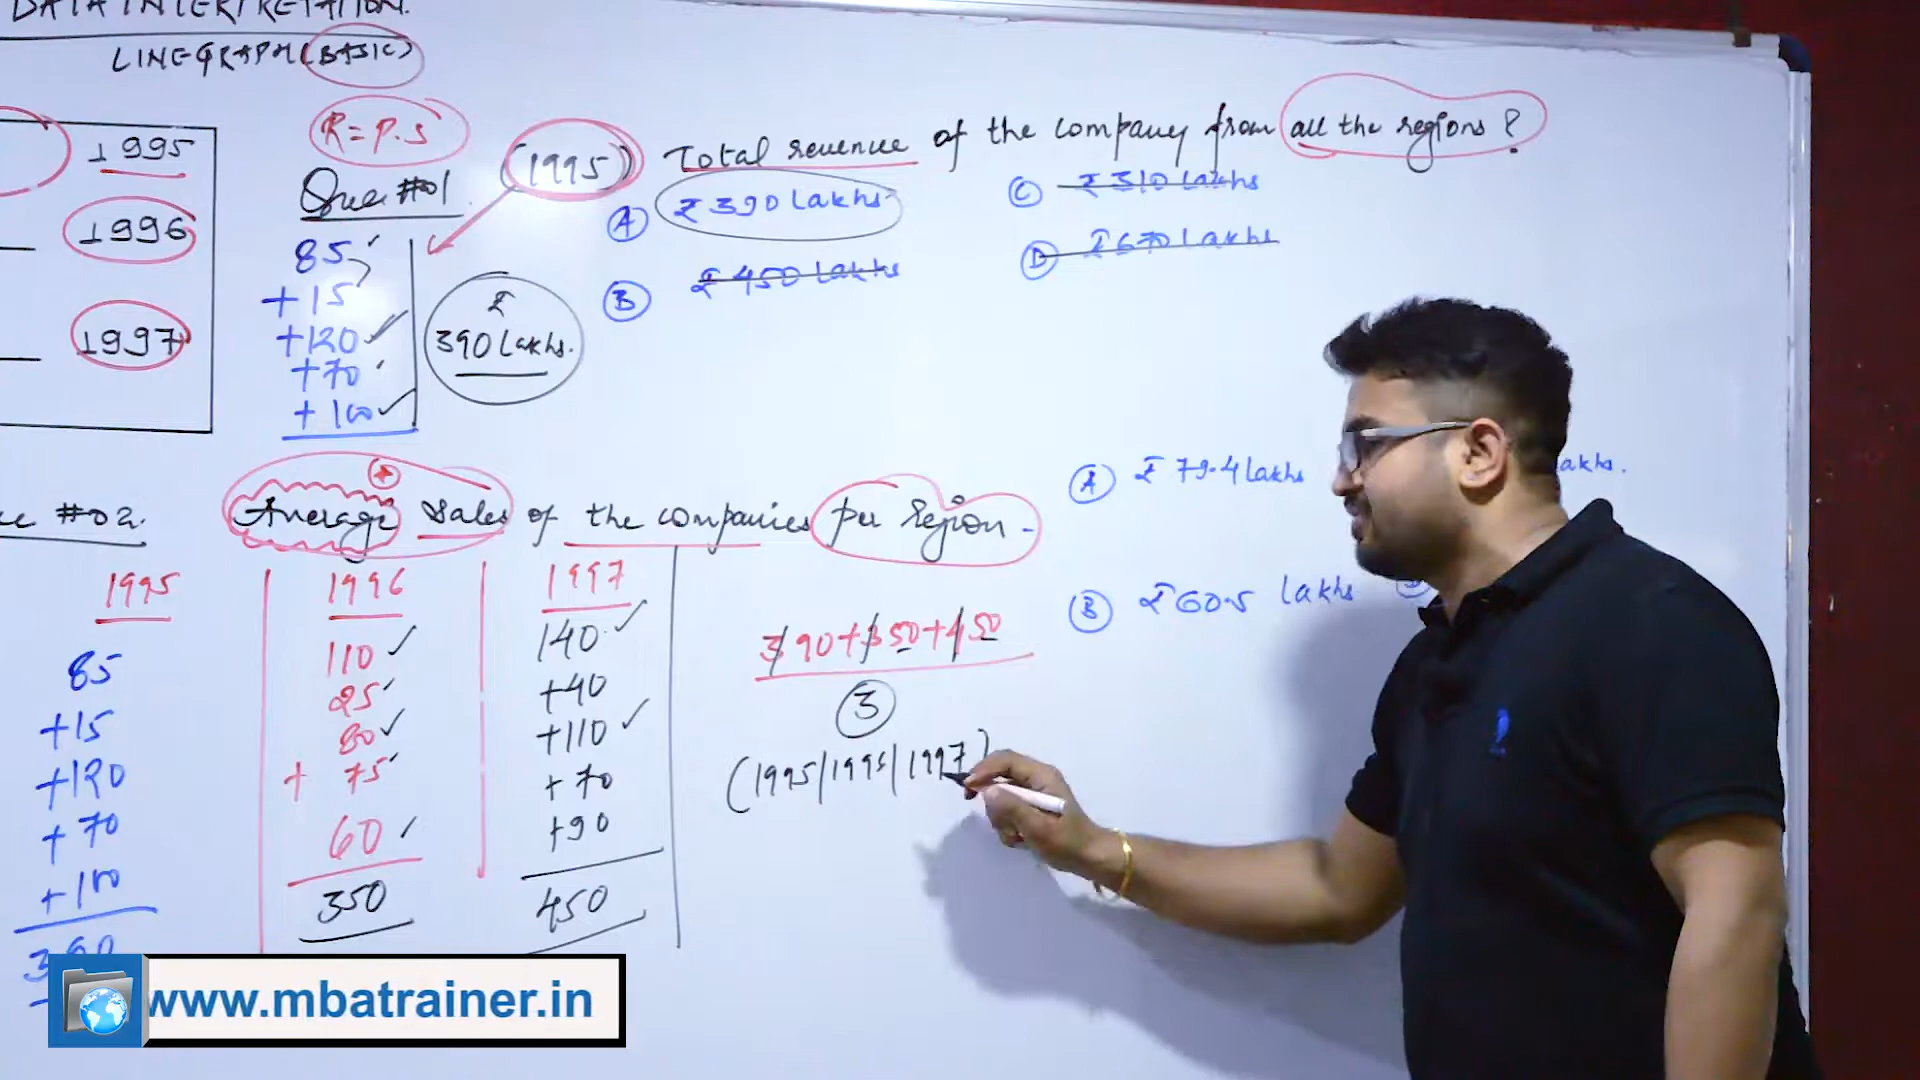 DATA INTERPRETATION.
LINE GRAPH (BASIC)
1995
1996
1997
R = P.S
Que #01
(1995) Total revenue of the company from all the regions?
A ₹390 Lakhs
C ₹310 Lakhs
B ₹450 Lakhs
D ₹670 Lakhs
85
+15
+120
+70
+100
₹
390 Lakhs.
#02. Average Sales of the companies per region.
A ₹79.4 Lakhs
akhs.
B ₹60.5 Lakhs
1995
85
+15
+120
+70
+100
390
1996
110
25
80
+ 75
60
350
1997
140
+40
+110
+70
+90
450
390+350+450
3
(1995/1996/1997)
www.mbatrainer.in